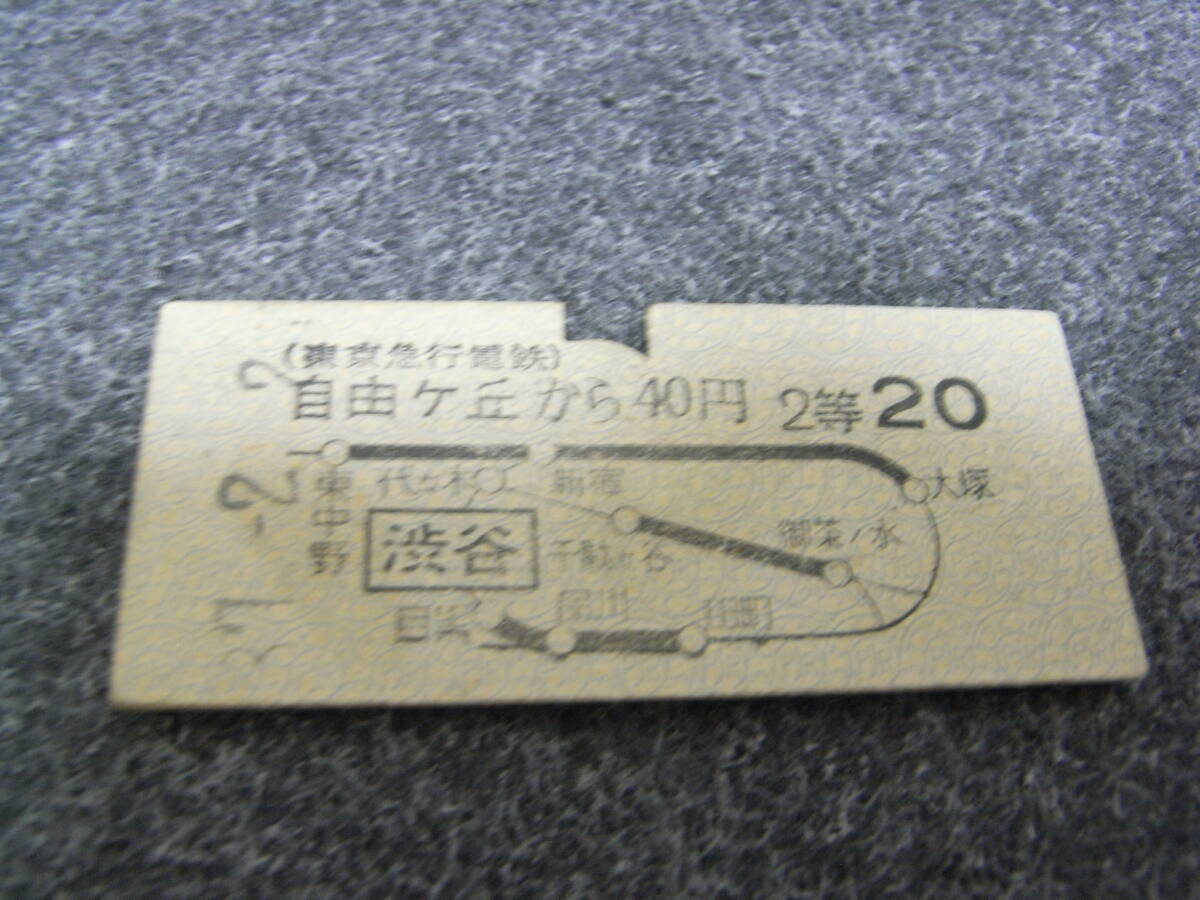 (東京急行電鉄)
自由ケ丘から40円 2等 20
東中野
代々木
新宿
大塚
渋谷
千駄ヶ谷
御茶ノ水
-2 2